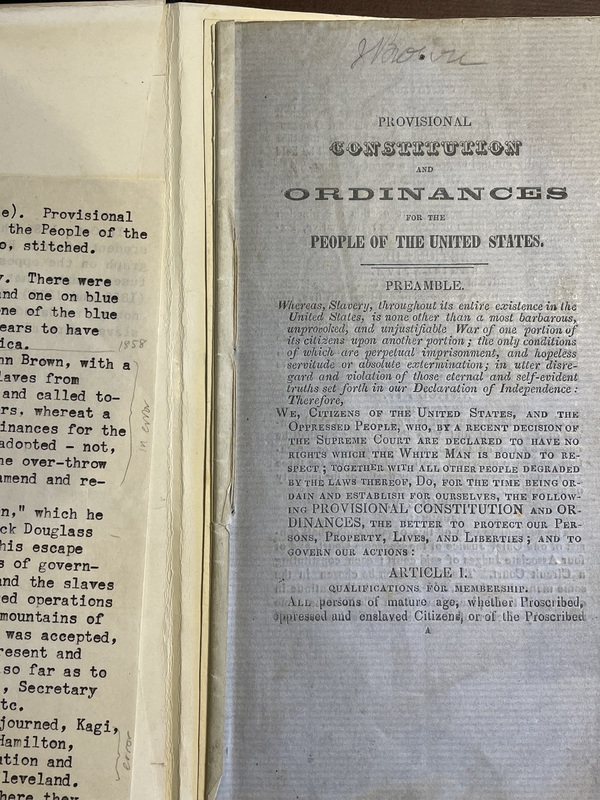 e). Provisional
the People of the
o, stitched.
y. There were
nd one on blue
ne of the blue
ears to have
ica.
1858
hn Brown, with a
laves from
and called to-
rs, whereat a
inances for the
adopted - not,
in error
he over-throw
amend and re-
n," which he
ck Douglass
his escape
s of govern-
and the slaves
ed operations
mountains of
was accepted,
resent and
so far as to
, Secretary
tc.
journed, Kagi,
Hamilton,
error
ution and
leveland.
here they
J Brown
PROVISIONAL
CONSTITUTION
AND
ORDINANCES
FOR THE
PEOPLE OF THE UNITED STATES.
PREAMBLE.
Whereas, Slavery, throughout its entire existence in the
United States, is none other than a most barbarous,
unprovoked, and unjustifiable War of one portion of
its citizens upon another portion; the only conditions
of which are perpetual imprisonment, and hopeless
servitude or absolute extermination; in utter disre-
gard and violation of those eternal and self-evident
truths set forth in our Declaration of Independence:
Therefore,
WE, CITIZENS OF THE UNITED STATES, AND THE
OPPRESSED PEOPLE, WHO, BY A RECENT DECISION OF
THE SUPREME COURT ARE DECLARED TO HAVE NO
RIGHTS WHICH THE WHITE MAN IS BOUND TO RE-
SPECT; TOGETHER WITH ALL OTHER PEOPLE DEGRADED
BY THE LAWS THEREOF, DO, FOR THE TIME BEING OR-
DAIN AND ESTABLISH FOR OURSELVES, THE FOLLOW-
ING PROVISIONAL CONSTITUTION AND OR-
DINANCES, THE BETTER TO PROTECT OUR PER-
SONS, PROPERTY, LIVES, AND LIBERTIES; AND TO
GOVERN OUR ACTIONS:
ARTICLE I.
QUALIFICATIONS FOR MEMBERSHIP.
ALL persons of mature age, whether Proscribed,
oppressed and enslaved Citizens, or of the Proscribed
A